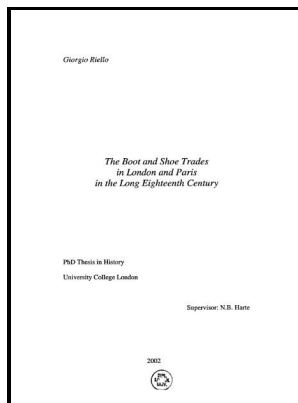 Giorgio Riello
The Boot and Shoe Trades
in London and Paris
in the Long Eighteenth Century
PhD Thesis in History
University College London
Supervisor: N.B. Harte
2002